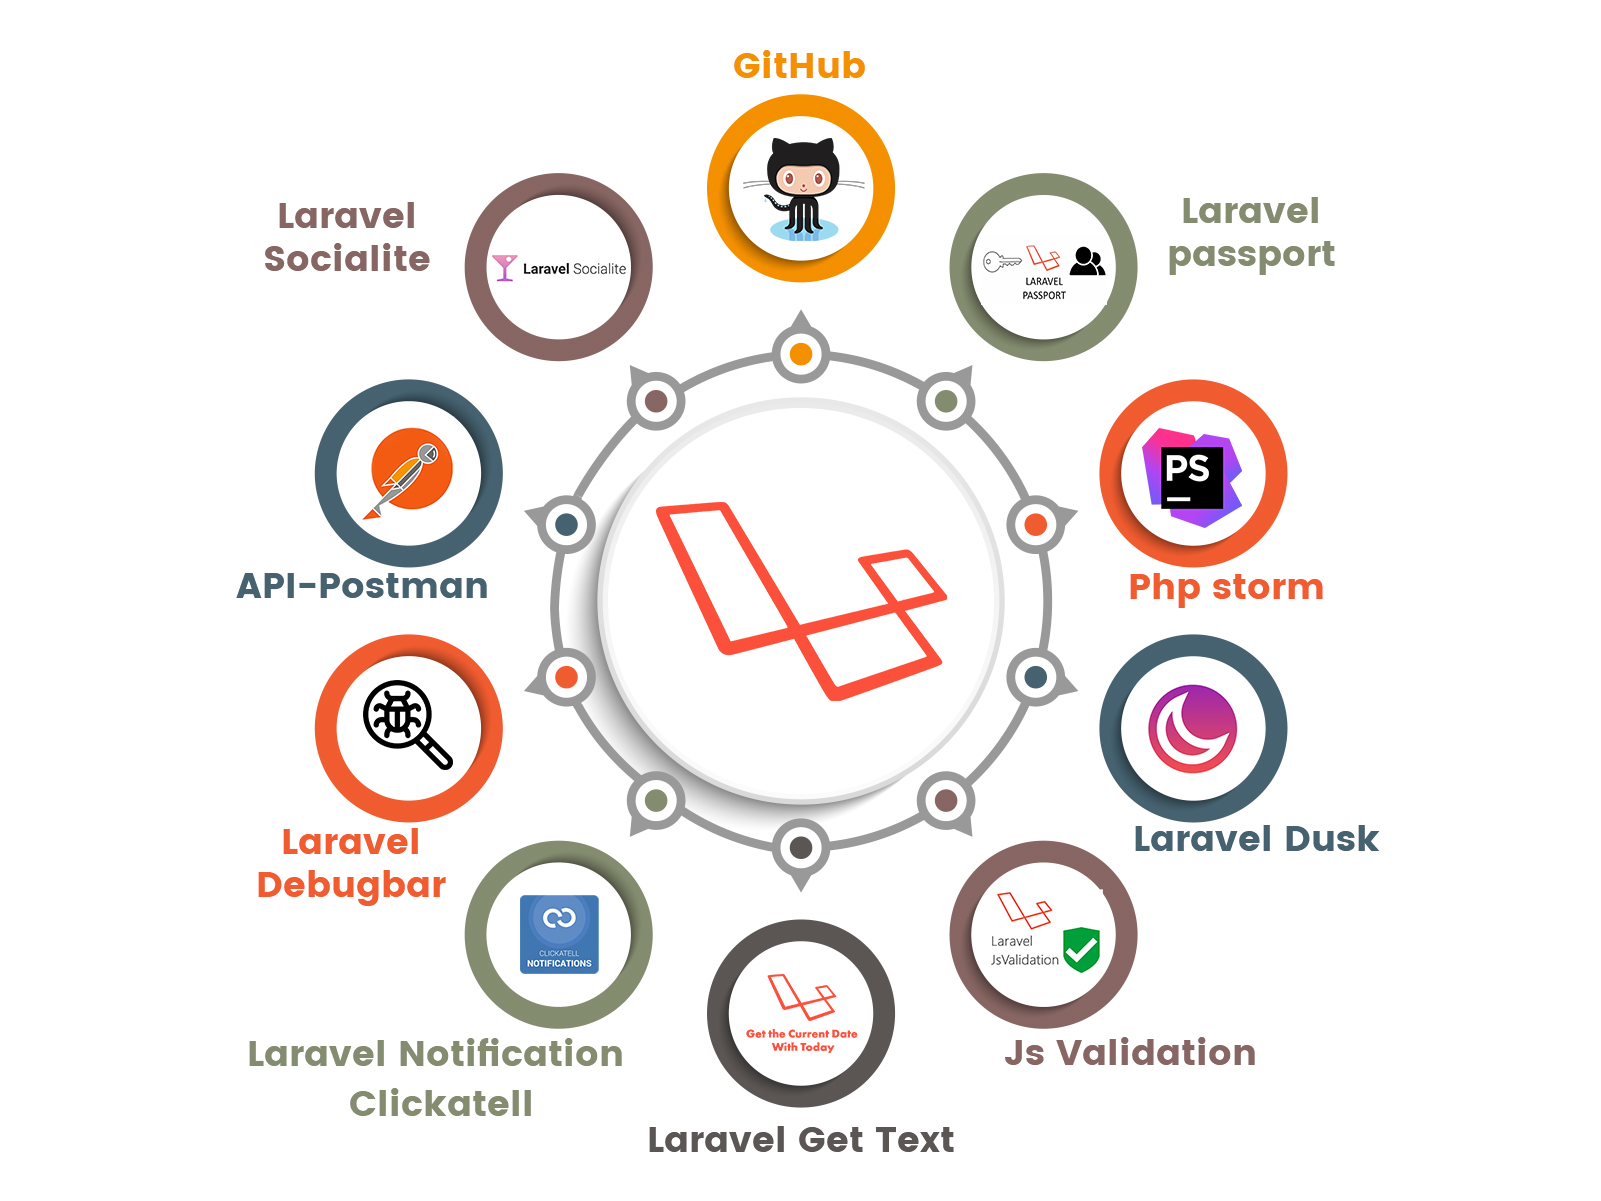 GitHub
Laravel
Socialite
Laravel Socialite
Laravel
passport
LARAVEL
PASSPORT
API-Postman
PS
Php storm
Laravel
Debugbar
Laravel Dusk
CLICKATELL
NOTIFICATIONS
Laravel Notification
Clickatell
Get the Current Date
With Today
Laravel Get Text
Laravel
JsValidation
Js Validation